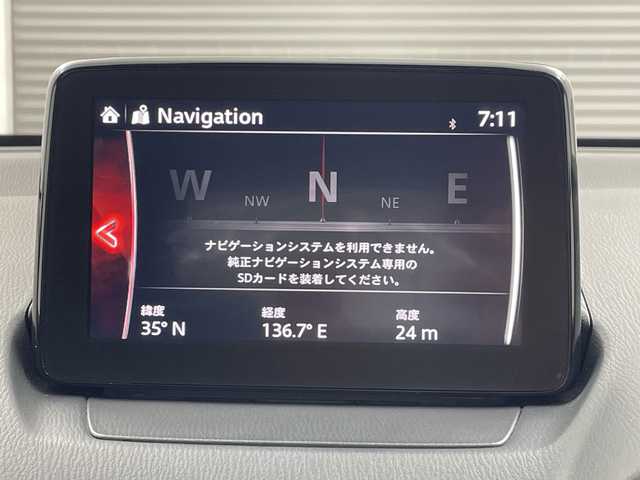 Navigation 7:11
W NW N NE E
ナビゲーションシステムを利用できません。
純正ナビゲーションシステム専用の
SDカードを装着してください。
緯度 経度 高度
35° N 136.7° E 24 m